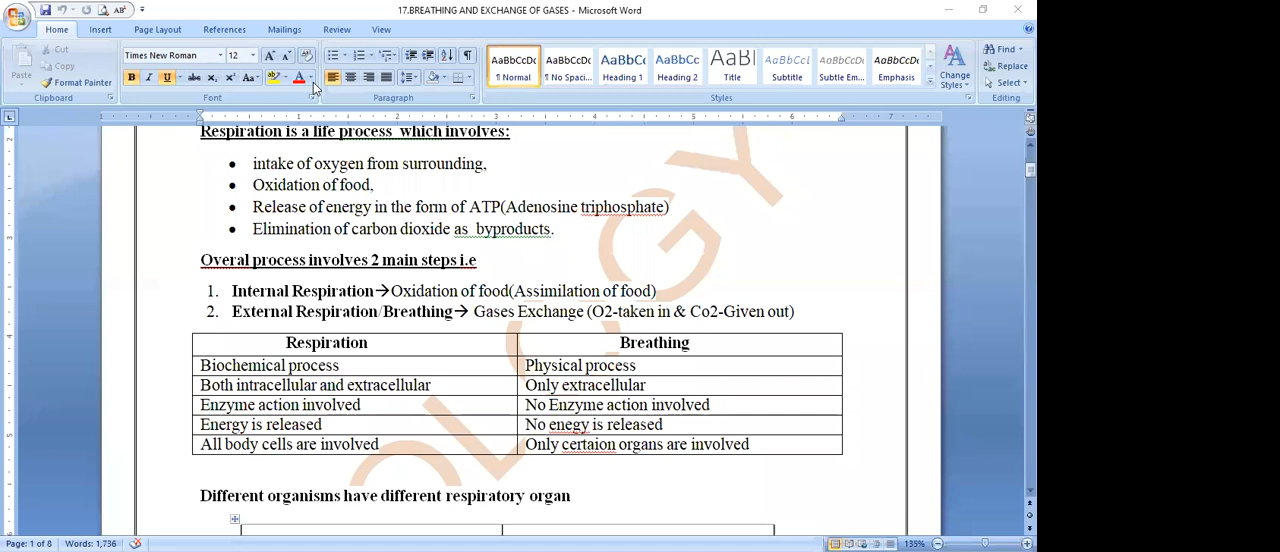 17.BREATHING AND EXCHANGE OF GASES - Microsoft Word
Home Insert Page Layout References Mailings Review View
Cut
Copy
Paste
Format Painter
Clipboard
Times New Roman 12
Font
Paragraph
AaBbCcDc AaBbCcDc AaBbC AaBbCc AaBl AaBbCcL AaBbCcDc AaBbCcDc
¶ Normal ¶ No Spaci... Heading 1 Heading 2 Title Subtitle Subtle Em... Emphasis
Change Styles
Styles
Find
Replace
Select
Editing
Respiration is a life process which involves:
• intake of oxygen from surrounding,
• Oxidation of food,
• Release of energy in the form of ATP(Adenosine triphosphate)
• Elimination of carbon dioxide as byproducts.
Overal process involves 2 main steps i.e
1. Internal Respiration→Oxidation of food(Assimilation of food)
2. External Respiration/Breathing→ Gases Exchange (O2-taken in & Co2-Given out)
Respiration Breathing
Biochemical process Physical process
Both intracellular and extracellular Only extracellular
Enzyme action involved No Enzyme action involved
Energy is released No enegy is released
All body cells are involved Only certaion organs are involved
Different organisms have different respiratory organ
Page: 1 of 8 Words: 1,736 135%